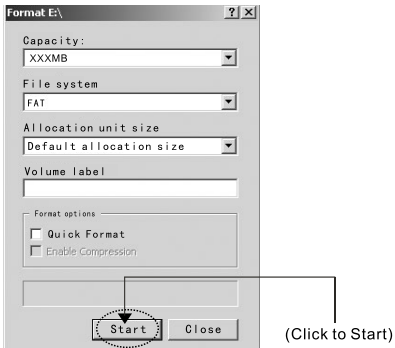 Format E:\
? X
Capacity:
XXXMB
File system
FAT
Allocation unit size
Default allocation size
Volume label
Format options
Quick Format
Enable Compression
Start Close
(Click to Start)